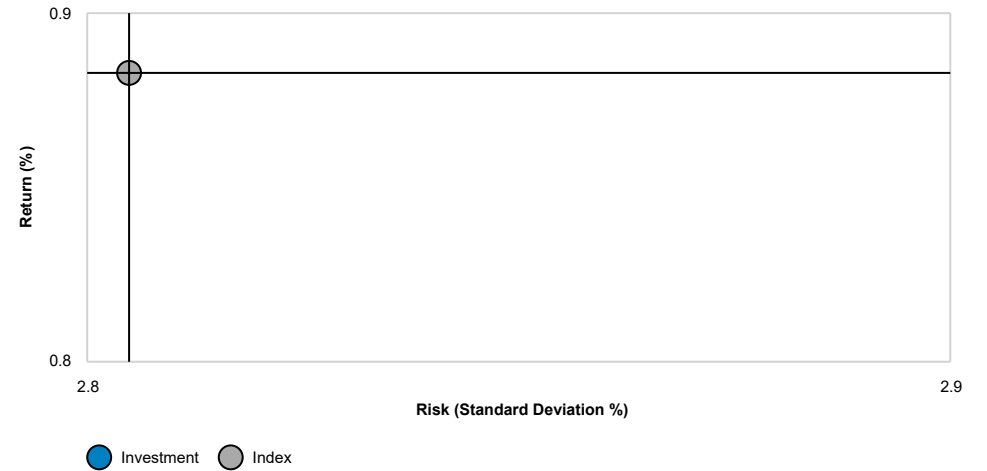 0.9
Return (%)
0.8
2.8
2.9
Risk (Standard Deviation %)
Investment
Index